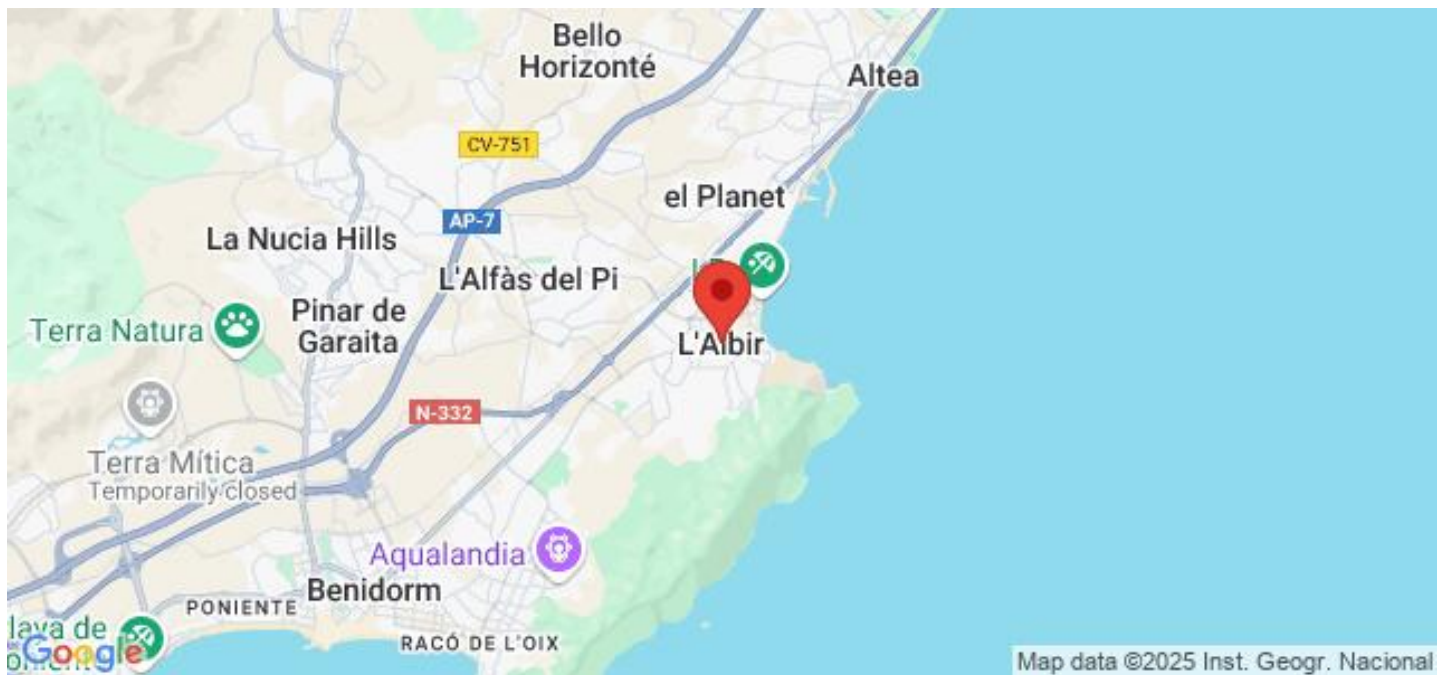 Bello
Horizonté
Altea
CV-751
el Planet
AP-7
La Nucia Hills
L'Alfàs del Pi
Pinar de
Garaita
Terra Natura
L'Albir
N-332
Terra Mítica
Temporarily closed
Aqualandia
Benidorm
PONIENTE
RACÓ DE L'OIX
laya de
Google
Map data ©2025 Inst. Geogr. Nacional